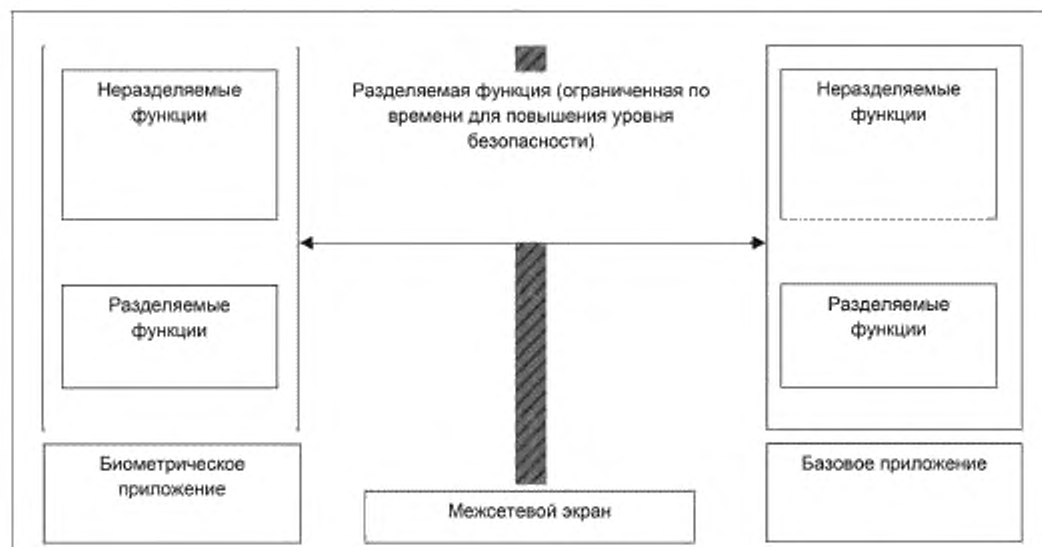 Неразделяемые
функции
Разделяемые
функции
Биометрическое
приложение
Разделяемая функция (ограниченная по
времени для повышения уровня
безопасности)
Межсетевой экран
Неразделяемые
функции
Разделяемые
функции
Базовое приложение